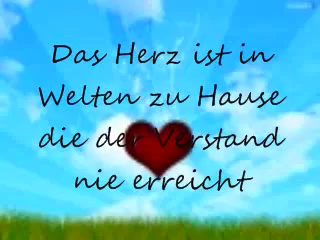 Das Herz ist in
Welten zu Hause
die der Verstand
nie erreicht